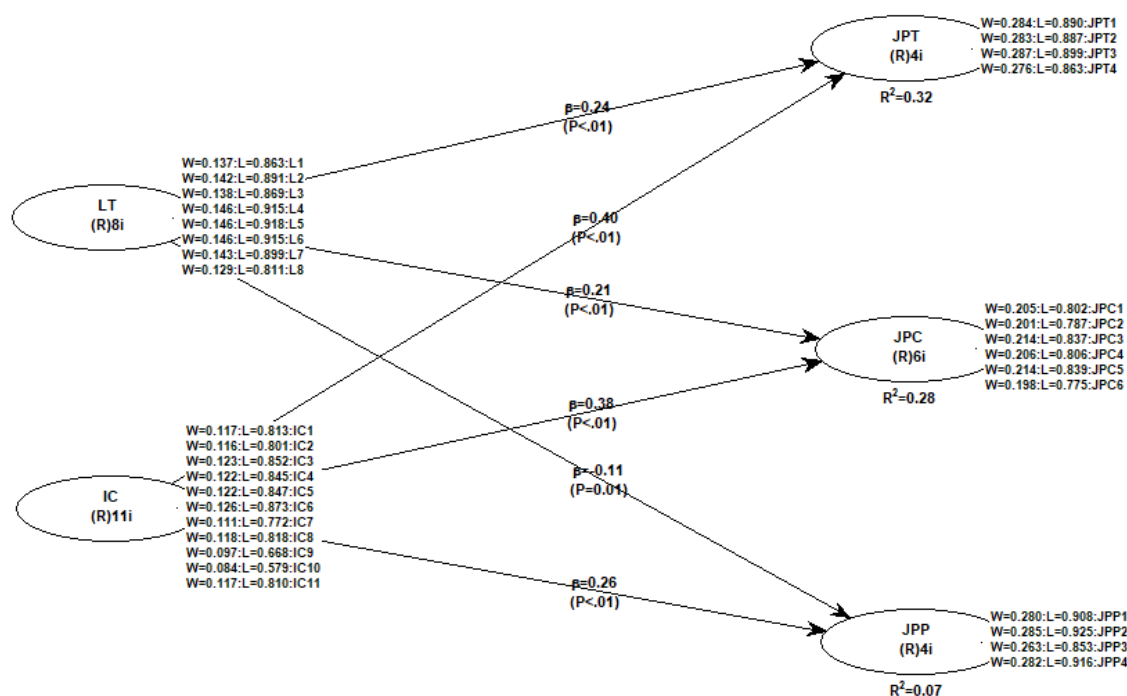 JPT
(R)4i
R²=0.32
W=0.284:L=0.890:JPT1
W=0.283:L=0.887:JPT2
W=0.287:L=0.899:JPT3
W=0.276:L=0.863:JPT4
β=0.24
(P<.01)
LT
(R)8i
W=0.137:L=0.863:L1
W=0.142:L=0.891:L2
W=0.138:L=0.869:L3
W=0.146:L=0.915:L4
W=0.146:L=0.918:L5
W=0.146:L=0.915:L6
W=0.143:L=0.899:L7
W=0.129:L=0.811:L8
β=0.40
(P<.01)
β=0.21
(P<.01)
JPC
(R)6i
R²=0.28
W=0.205:L=0.802:JPC1
W=0.201:L=0.787:JPC2
W=0.214:L=0.837:JPC3
W=0.206:L=0.806:JPC4
W=0.214:L=0.839:JPC5
W=0.198:L=0.775:JPC6
β=0.38
(P<.01)
IC
(R)11i
W=0.117:L=0.813:IC1
W=0.116:L=0.801:IC2
W=0.123:L=0.852:IC3
W=0.122:L=0.845:IC4
W=0.122:L=0.847:IC5
W=0.126:L=0.873:IC6
W=0.111:L=0.772:IC7
W=0.118:L=0.818:IC8
W=0.097:L=0.668:IC9
W=0.084:L=0.579:IC10
W=0.117:L=0.810:IC11
β=-0.11
(P=0.01)
β=0.26
(P<.01)
JPP
(R)4i
R²=0.07
W=0.280:L=0.908:JPP1
W=0.285:L=0.925:JPP2
W=0.263:L=0.853:JPP3
W=0.282:L=0.916:JPP4